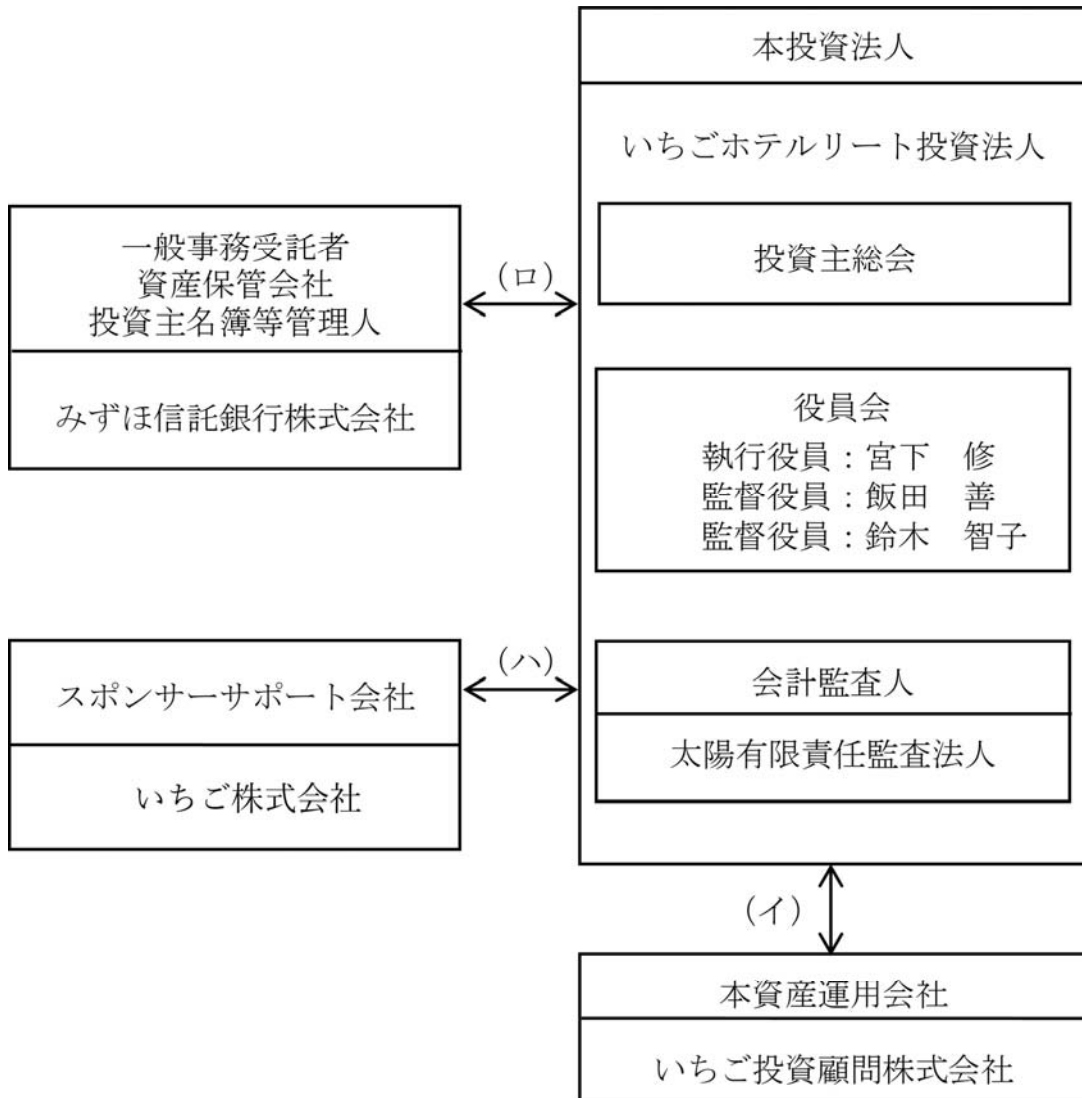 本投資法人
いちごホテルリート投資法人
投資主総会
役員会
執行役員：宮下　修
監督役員：飯田　善
監督役員：鈴木　智子
会計監査人
太陽有限責任監査法人
一般事務受託者
資産保管会社
投資主名簿等管理人
みずほ信託銀行株式会社
(ロ)
スポンサーサポート会社
いちご株式会社
(ハ)
(イ)
本資産運用会社
いちご投資顧問株式会社